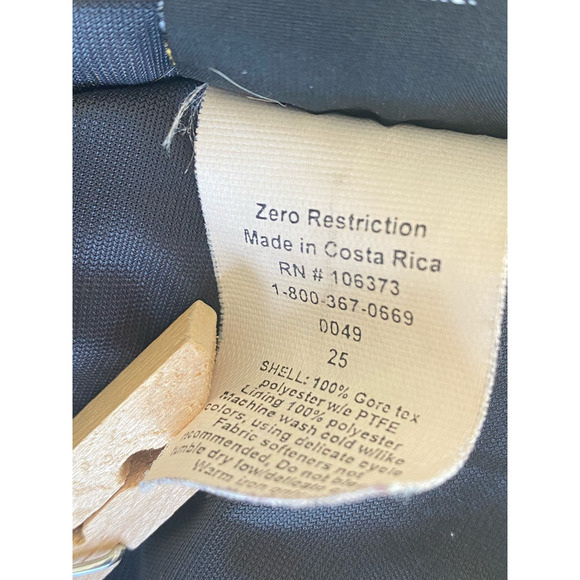 Zero Restriction
Made in Costa Rica
RN # 106373
1-800-367-0669
0049
25
SHELL: 100% Gore tex
polyester w/e PTFE
Lining 100% polyester
Machine wash cold w/like
colors, using delicate cycle
Fabric softeners not
recommended. Do not
tumble dry low/delicate
Warm iron